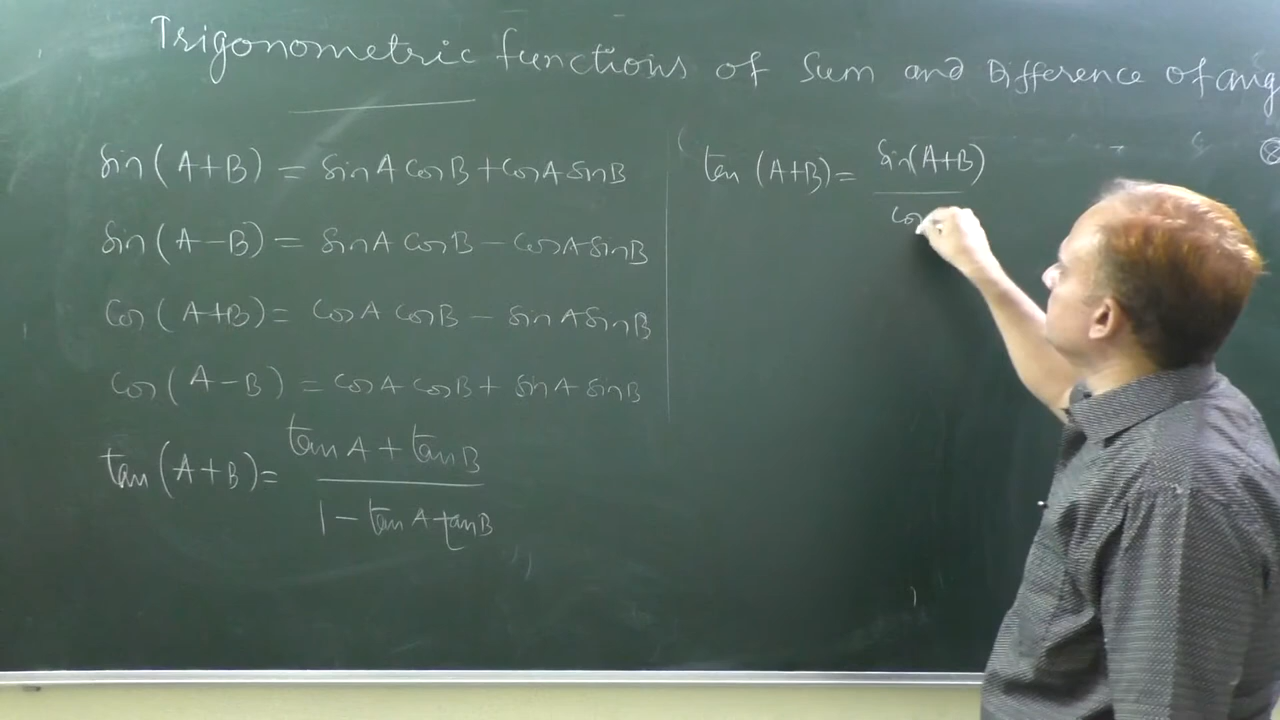 Trigonometric functions of Sum and Difference of ang
sin(A+B) = sinA cosB + cosA sinB
sin(A-B) = sinA cosB - cosA sinB
cos(A+B) = cosA cosB - sinA sinB
cos(A-B) = cosA cosB + sinA sinB
tan(A+B) = tanA + tanB
1 - tanA tanB
tan(A+B) = sin(A+B)
cos